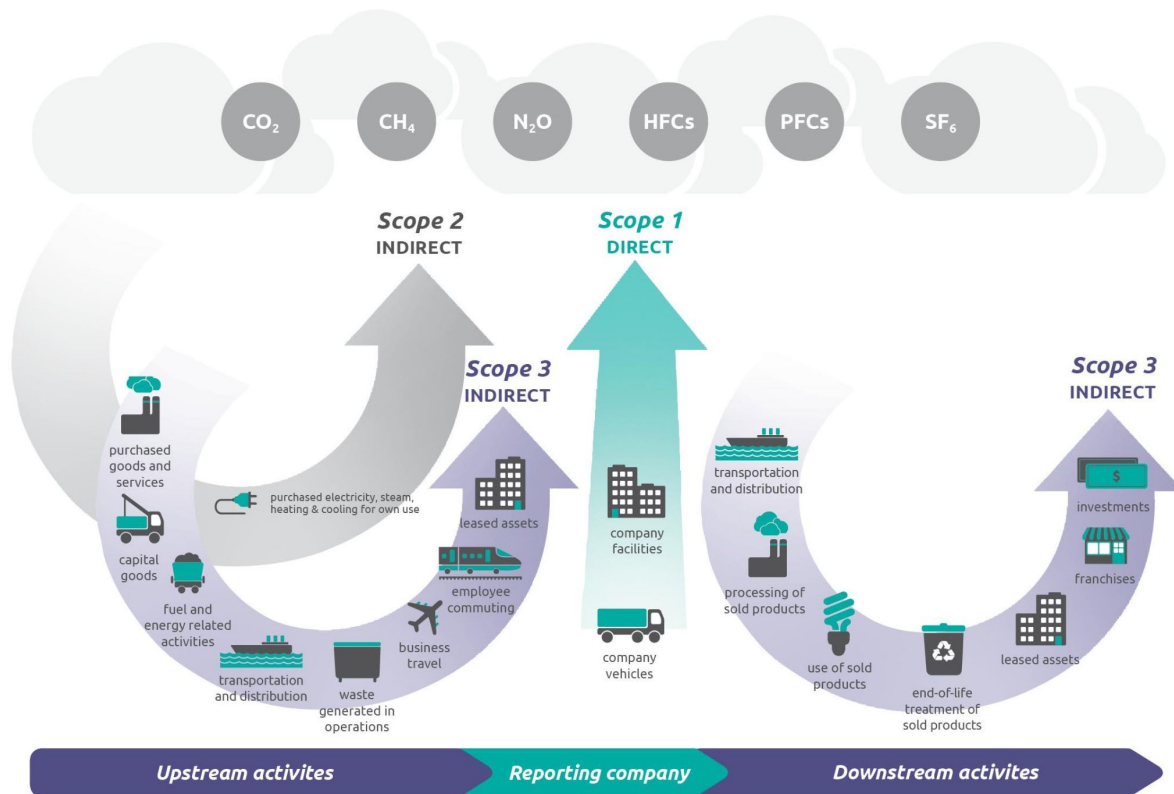 CO₂
CH₄
N₂O
HFCs
PFCs
SF₆
Scope 2
INDIRECT
Scope 1
DIRECT
Scope 3
INDIRECT
Scope 3
INDIRECT
purchased
goods and
services
capital
goods
fuel and
energy related
activities
transportation
and distribution
waste
generated in
operations
business
travel
employee
commuting
leased assets
purchased electricity, steam,
heating & cooling for own use
company
facilities
company
vehicles
transportation
and distribution
processing of
sold products
use of sold
products
end-of-life
treatment of
sold products
leased assets
franchises
$
investments
Upstream activites
Reporting company
Downstream activites